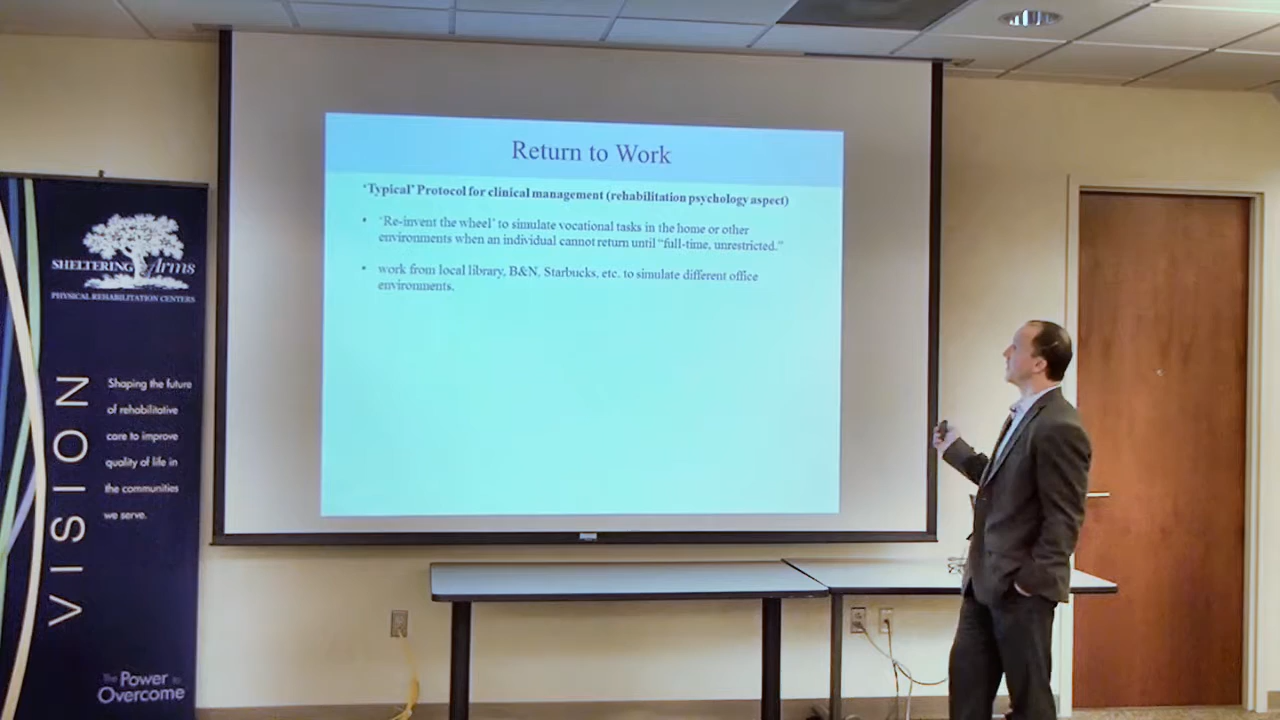 Return to Work
'Typical' Protocol for clinical management (rehabilitation psychology aspect)
• 'Re-invent the wheel' to simulate vocational tasks in the home or other
environments when an individual cannot return until "full-time, unrestricted."
• work from local library, B&N, Starbucks, etc. to simulate different office
environments.
SHELTERING Arms
PHYSICAL REHABILITATION CENTERS
VISION
Shaping the future
of rehabilitative
care to improve
quality of life in
the communities
we serve.
The Power to
Overcome